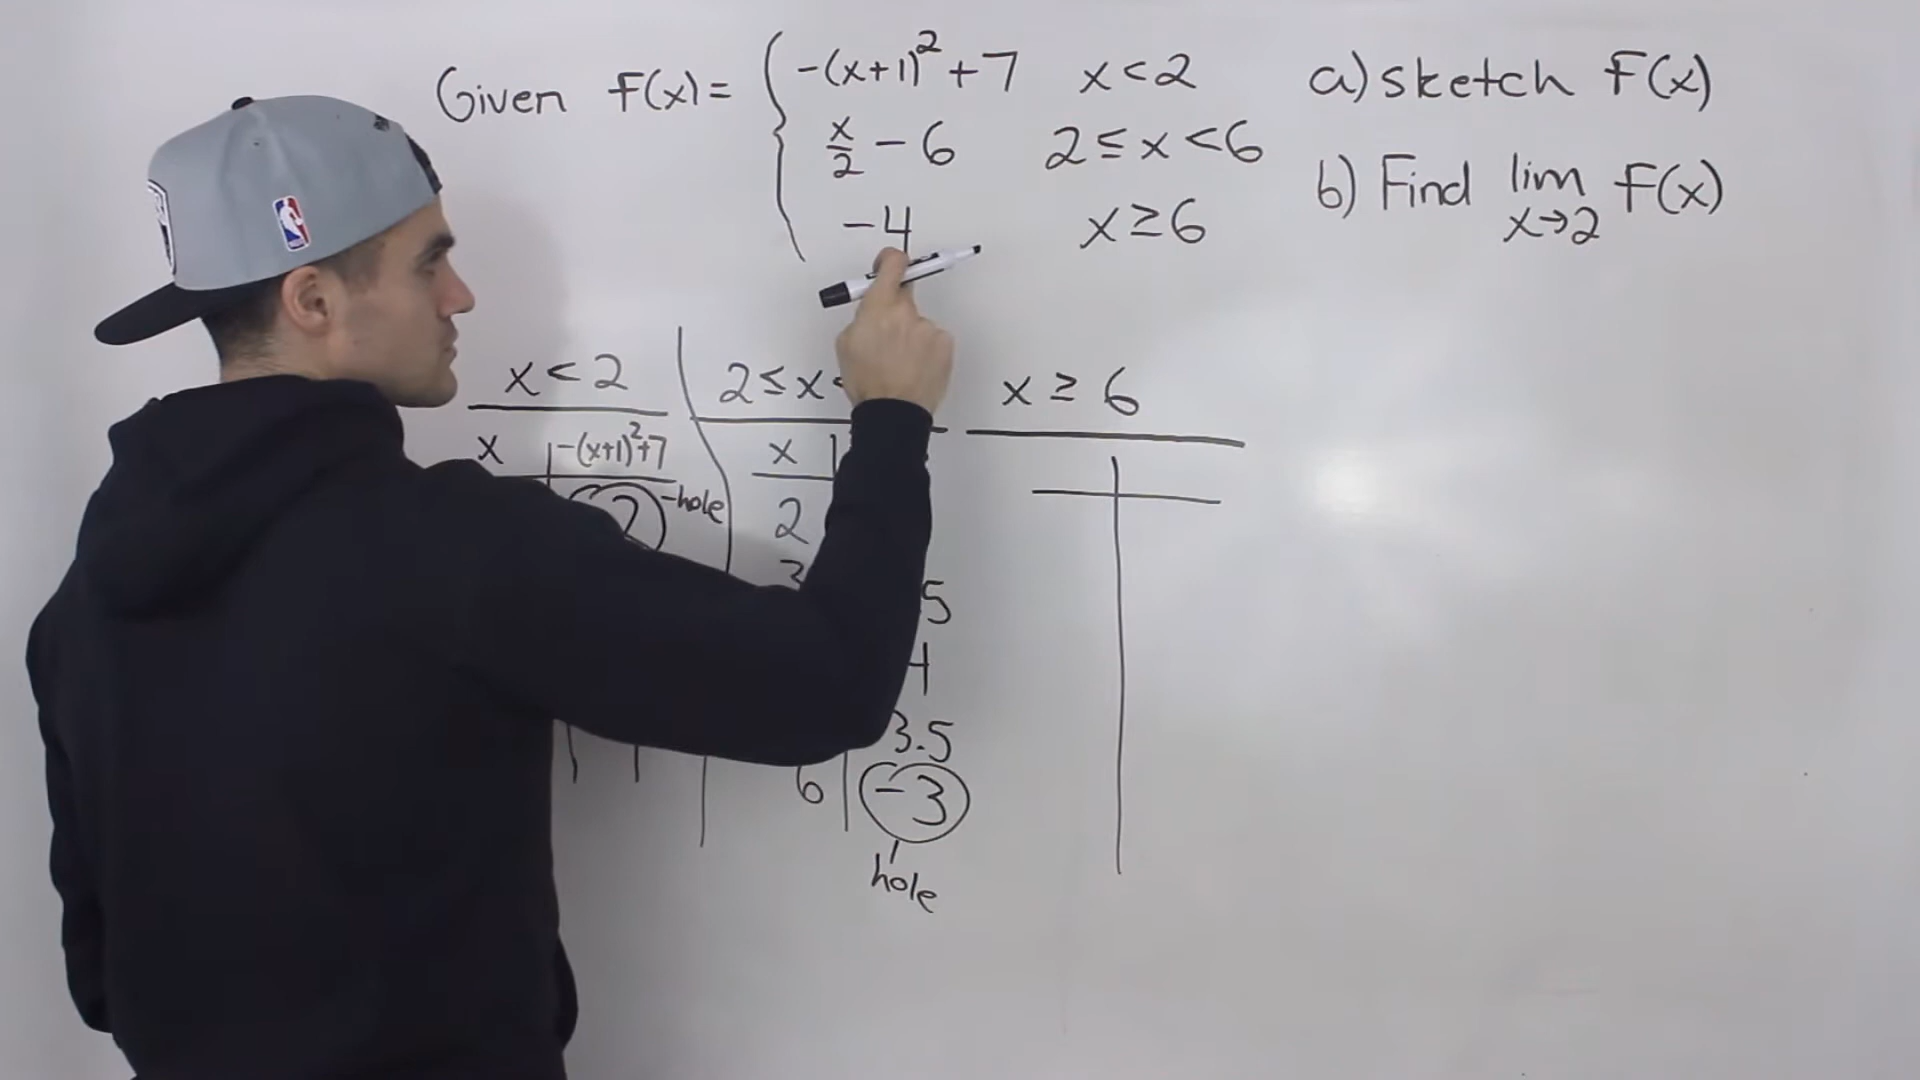 Given F(x) = { -(x+1)² + 7 x < 2
x/2 - 6 2 ≤ x < 6
-4 x ≥ 6
a) sketch F(x)
b) Find lim x→2 F(x)
x < 2
x | -(x+1)²+7
2 -hole
2 ≤ x <
x
2
3 5
4
3.5
6 -3
hole
x ≥ 6